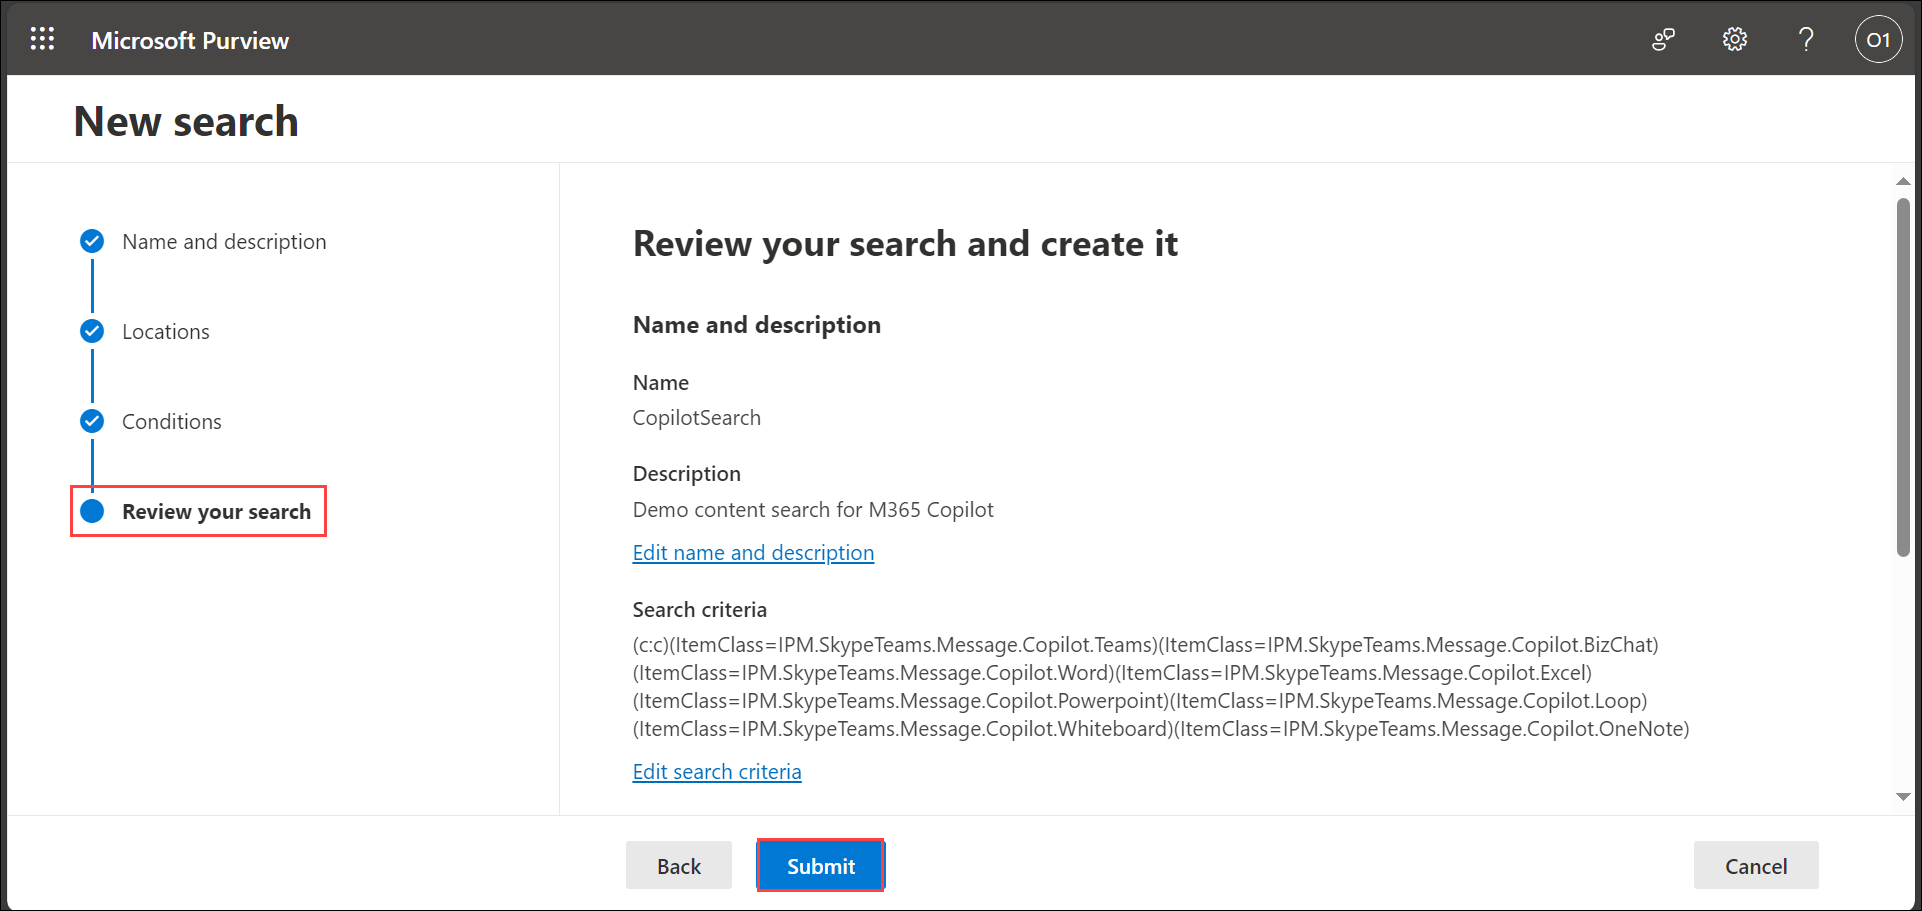 Microsoft Purview
?
O1
New search
Name and description
Locations
Conditions
Review your search
Review your search and create it
Name and description
Name
CopilotSearch
Description
Demo content search for M365 Copilot
Edit name and description
Search criteria
(c:c)(ItemClass=IPM.SkypeTeams.Message.Copilot.Teams)(ItemClass=IPM.SkypeTeams.Message.Copilot.BizChat)
(ItemClass=IPM.SkypeTeams.Message.Copilot.Word)(ItemClass=IPM.SkypeTeams.Message.Copilot.Excel)
(ItemClass=IPM.SkypeTeams.Message.Copilot.Powerpoint)(ItemClass=IPM.SkypeTeams.Message.Copilot.Loop)
(ItemClass=IPM.SkypeTeams.Message.Copilot.Whiteboard)(ItemClass=IPM.SkypeTeams.Message.Copilot.OneNote)
Edit search criteria
Back
Submit
Cancel